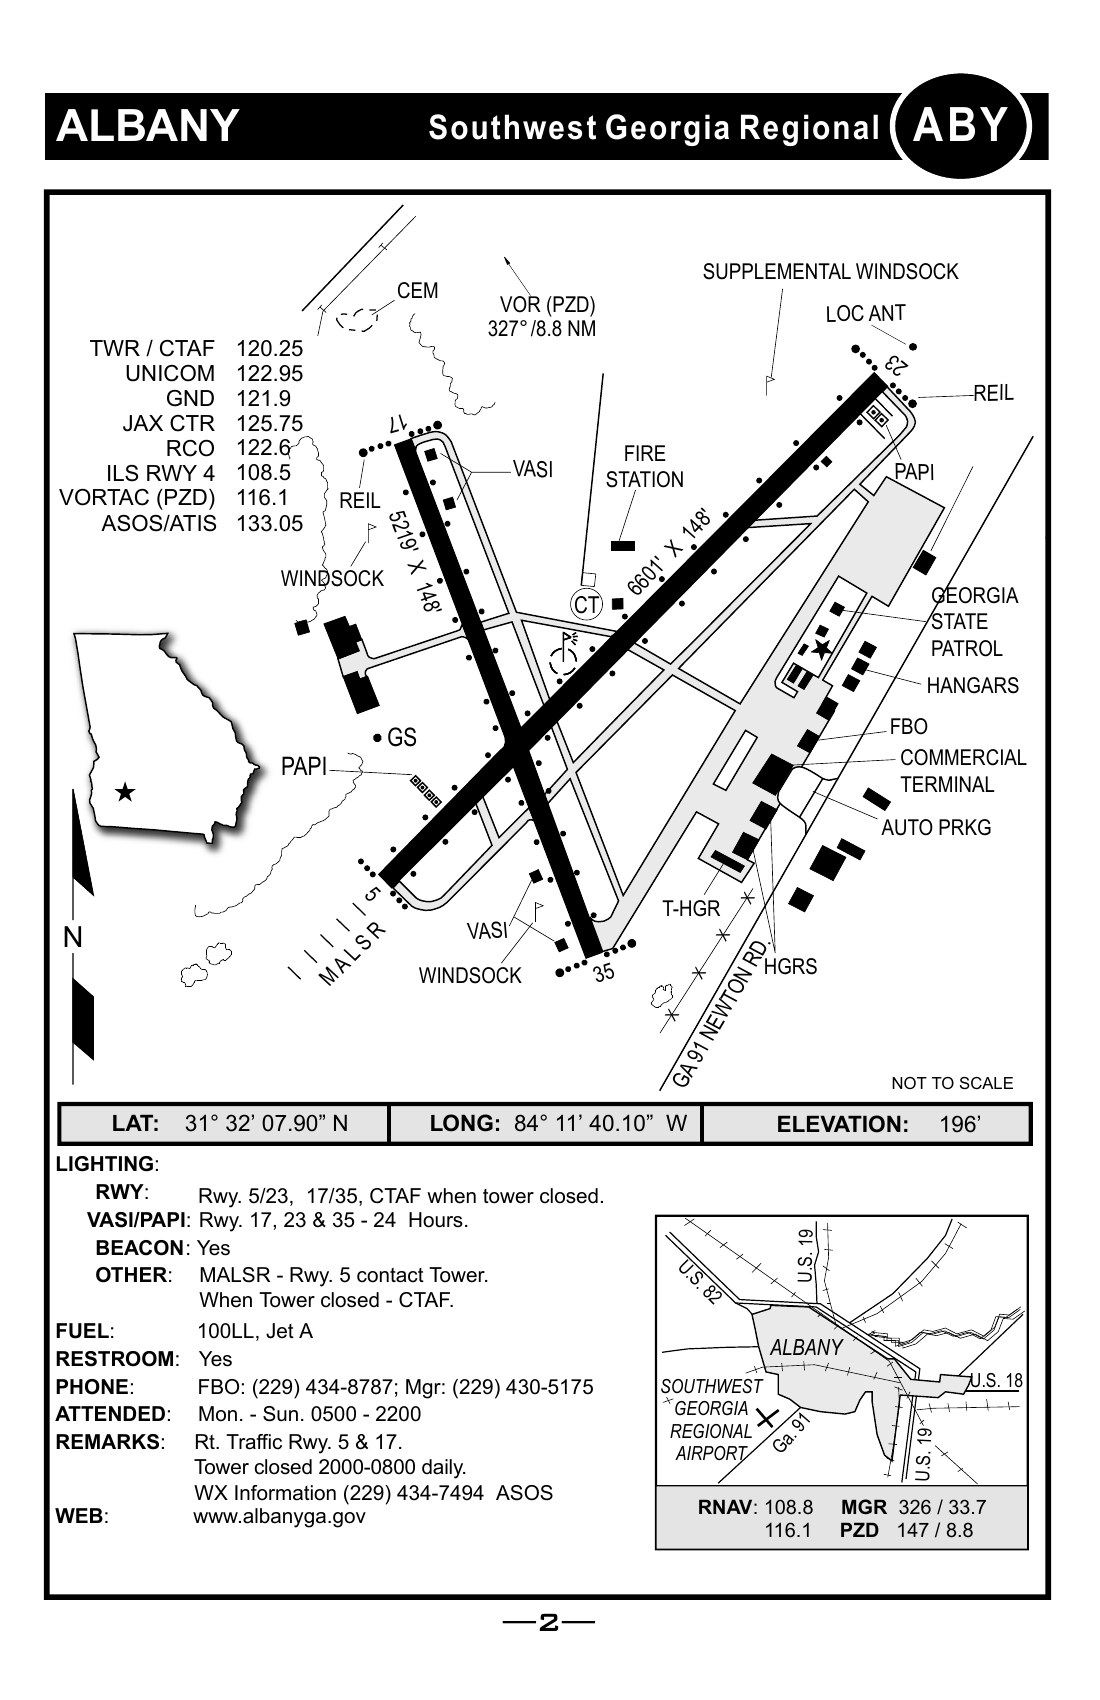 ALBANY
Southwest Georgia Regional
ABY
SUPPLEMENTAL WINDSOCK
CEM
VOR (PZD)
327° /8.8 NM
LOC ANT
TWR / CTAF 120.25
UNICOM 122.95
GND 121.9
JAX CTR 125.75
RCO 122.6
ILS RWY 4 108.5
VORTAC (PZD) 116.1
ASOS/ATIS 133.05
23
REIL
17
VASI
FIRE
STATION
PAPI
REIL
5219' X 148'
6601' X 148'
WINDSOCK
CT
GEORGIA
STATE
PATROL
HANGARS
FBO
GS
PAPI
COMMERCIAL
TERMINAL
AUTO PRKG
5
MALSR
VASI
WINDSOCK
35
T-HGR
HGRS
GA 91 NEWTON RD.
N
NOT TO SCALE
LAT: 31° 32’ 07.90” N
LONG: 84° 11’ 40.10” W
ELEVATION: 196’
LIGHTING:
RWY: Rwy. 5/23, 17/35, CTAF when tower closed.
VASI/PAPI: Rwy. 17, 23 & 35 - 24 Hours.
BEACON: Yes
OTHER: MALSR - Rwy. 5 contact Tower.
When Tower closed - CTAF.
FUEL: 100LL, Jet A
RESTROOM: Yes
PHONE: FBO: (229) 434-8787; Mgr: (229) 430-5175
ATTENDED: Mon. - Sun. 0500 - 2200
REMARKS: Rt. Traffic Rwy. 5 & 17.
Tower closed 2000-0800 daily.
WX Information (229) 434-7494 ASOS
WEB: www.albanyga.gov
U.S. 82
U.S. 19
ALBANY
U.S. 18
SOUTHWEST
GEORGIA
REGIONAL
AIRPORT
Ga. 91
U.S. 19
RNAV: 108.8 MGR 326 / 33.7
116.1 PZD 147 / 8.8
2